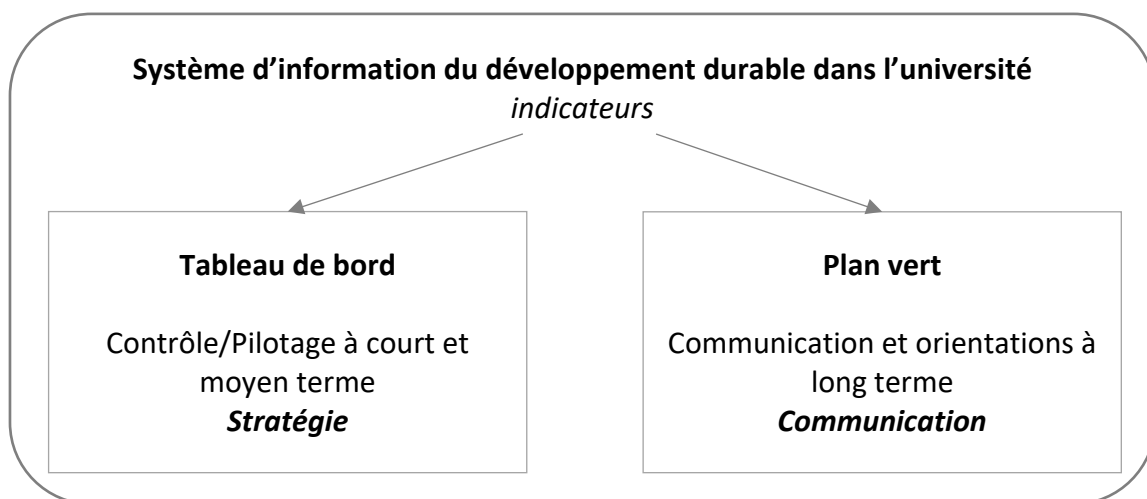 Système d’information du développement durable dans l’université
indicateurs
Tableau de bord
Contrôle/Pilotage à court et
moyen terme
Stratégie
Plan vert
Communication et orientations à
long terme
Communication